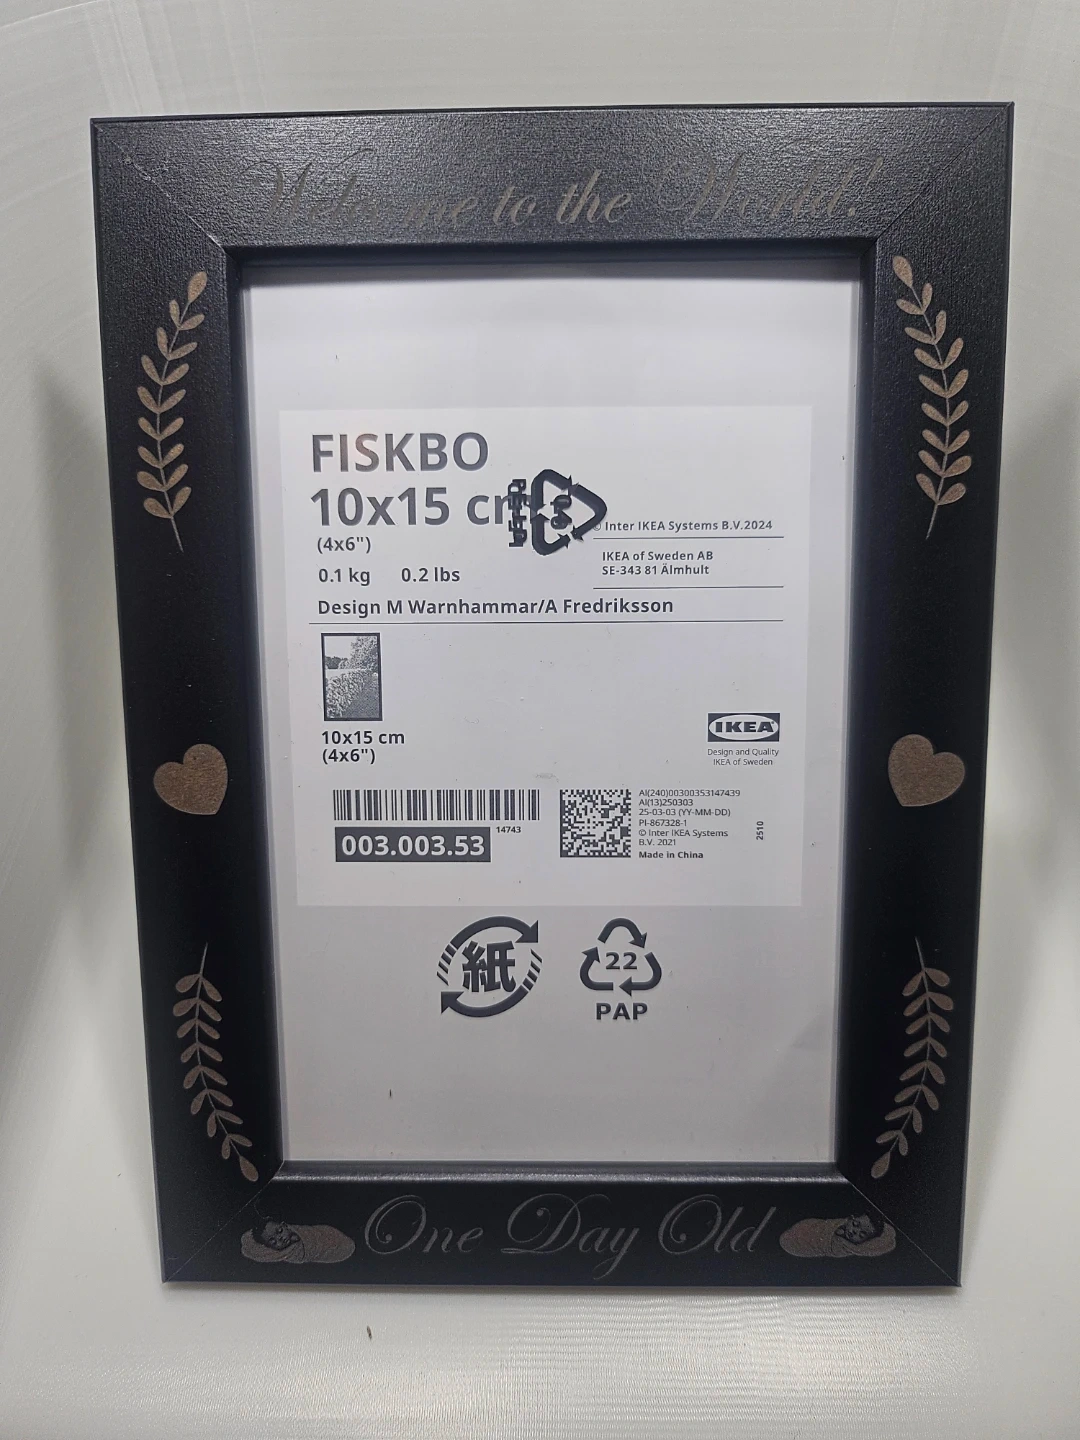 Welcome to the World!
FISKBO
10x15 cm
(4x6")
0.1 kg 0.2 lbs
© Inter IKEA Systems B.V.2024
IKEA of Sweden AB
SE-343 81 Älmhult
Design M Warnhammar/A Fredriksson
10x15 cm
(4x6")
IKEA
Design and Quality
IKEA of Sweden
14743
003.003.53
AI(240)00300353147439
AI(13)250303
25-03-03 (YY-MM-DD)
PI-867328-1
© Inter IKEA Systems
B.V. 2021
Made in China
2510
紙
22
PAP
One Day Old